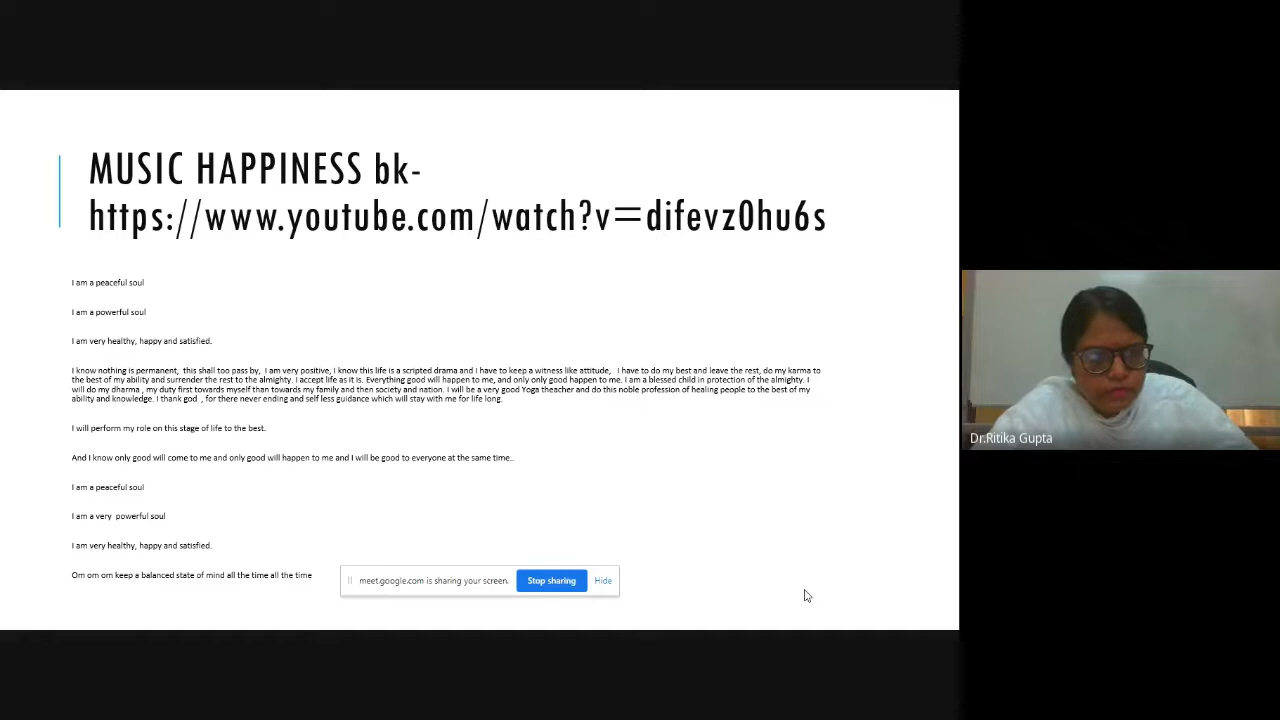 MUSIC HAPPINESS bk-
https://www.youtube.com/watch?v=difevz0hu6s
I am a peaceful soul
I am a powerful soul
I am very healthy, happy and satisfied.
I know nothing is permanent,  this shall too pass by,  I am very positive, I know this life is a scripted drama and I have to keep a witness like attitude,   I have to do my best and leave the rest, do my karma to
the best of my ability and surrender the rest to the almighty. I accept life as it is. Everything good will happen to me, and only only good happen to me. I am a blessed child in protection of the almighty. I
will do my dharma , my duty first towards myself than towards my family and then society and nation. I will be a very good Yoga theacher and do this noble profession of healing people to the best of my
ability and knowledge. I thank god  , for there never ending and self less guidance which will stay with me for life long.
I will perform my role on this stage of life to the best.
And I know only good will come to me and only good will happen to me and I will be good to everyone at the same time..
I am a peaceful soul
I am a very  powerful soul
I am very healthy, happy and satisfied.
Om om om keep a balanced state of mind all the time all the time
meet.google.com is sharing your screen. Stop sharing Hide
Dr.Ritika Gupta